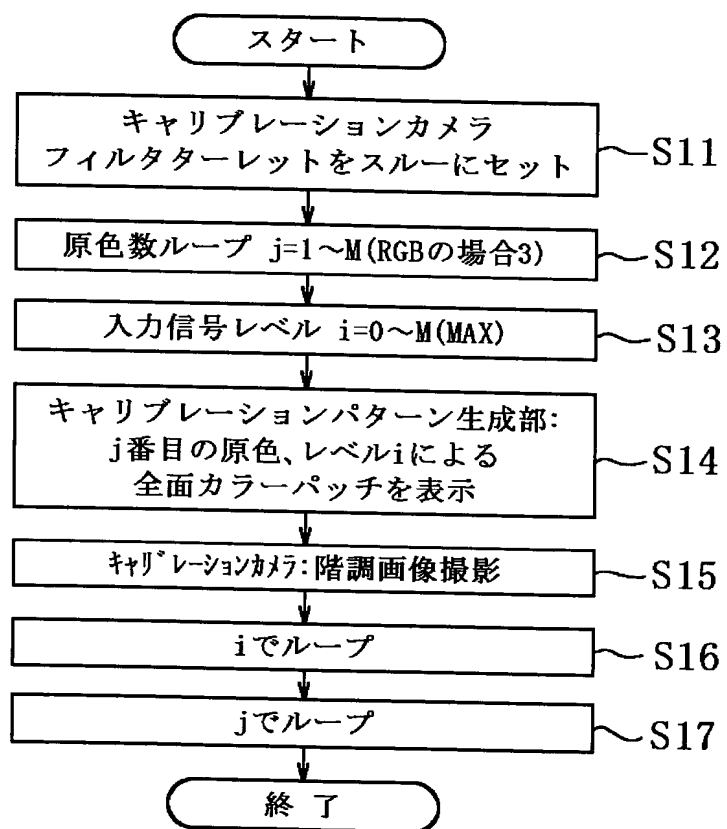 スタート
キャリブレーションカメラ
フィルタターレットをスルーにセット
S11
原色数ループ j=1～M(RGBの場合3)
S12
入力信号レベル i=0～M(MAX)
S13
キャリブレーションパターン生成部:
j番目の原色、レベルiによる
全面カラーパッチを表示
S14
ｷｬﾘﾞﾚｰｼｮﾝｶﾒﾗ:階調画像撮影
S15
iでループ
S16
jでループ
S17
終 了